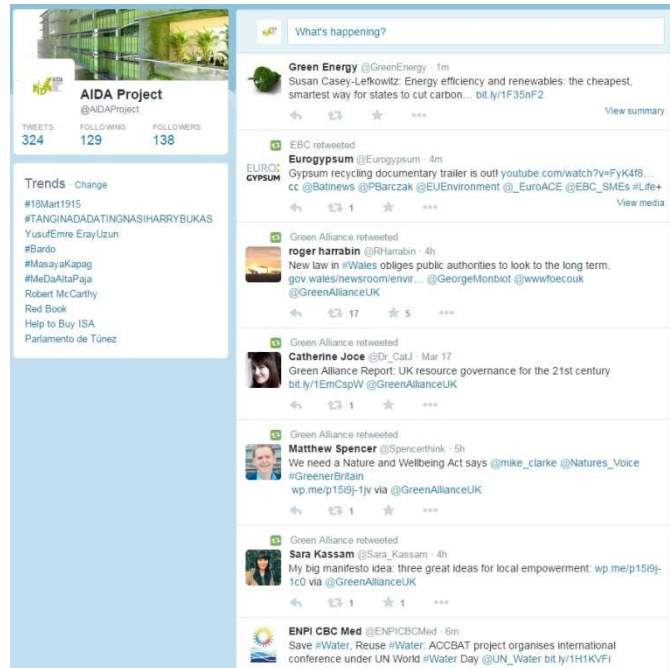 AIDA
AIDA Project
@AIDAProject
TWEETS FOLLOWING FOLLOWERS
324 129 138
Trends · Change
#18Mart1915
#TANGINADADATINGNASIHARRYBUKAS
YusufEmre ErayUzun
#Bardo
#MasayaKapag
#MeDaAltaPaja
Robert McCarthy
Red Book
Help to Buy ISA
Parlamento de Túnez
What's happening?
Green Energy @GreenEnergy · 1m
Susan Casey-Lefkowitz: Energy efficiency and renewables: the cheapest,
smartest way for states to cut carbon... bit.ly/1F35nF2
View summary
EBC retweeted
EURO
GYPSUM
Eurogypsum @Eurogypsum · 4m
Gypsum recycling documentary trailer is out! youtube.com/watch?v=FyK4f8...
cc @Batinews @PBarczak @EUEnvironment @_EuroACE @EBC_SMEs #Life+
1
View media
Green Alliance retweeted
roger harrabin @RHarrabin · 4h
New law in #Wales obliges public authorities to look to the long term.
gov.wales/newsroom/envir... @GeorgeMonbiot @wwwfoecouk
@GreenAllianceUK
17 5
Green Alliance retweeted
Catherine Joce @Dr_CatJ · Mar 17
Green Alliance Report: UK resource governance for the 21st century
bit.ly/1EmCspW @GreenAllianceUK
1
Green Alliance retweeted
Matthew Spencer @Spencerthink · 5h
We need a Nature and Wellbeing Act says @mike_clarke @Natures_Voice
#GreenerBritain
wp.me/p15i9j-1jv via @GreenAllianceUK
1
Green Alliance retweeted
Sara Kassam @Sara_Kassam · 4h
My big manifesto idea: three great ideas for local empowerment: wp.me/p15i9j-
1c0 via @GreenAllianceUK
1 1
ENPI CBC Med @ENPICBCMed · 6m
Save #Water, Reuse #Water: ACCBAT project organises international
conference under UN World #Water Day @UN_Water bit.ly/1H1KVFi